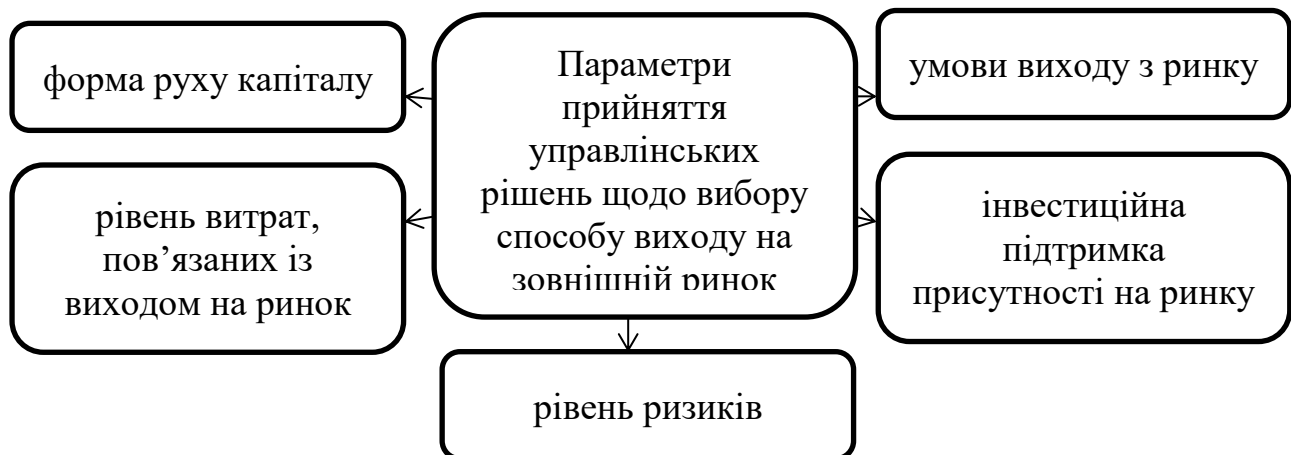 форма руху капіталу
рівень витрат,
пов’язаних із
виходом на ринок
Параметри
прийняття
управлінських
рішень щодо вибору
способу виходу на
зовнішній ринок
умови виходу з ринку
інвестиційна
підтримка
присутності на ринку
рівень ризиків